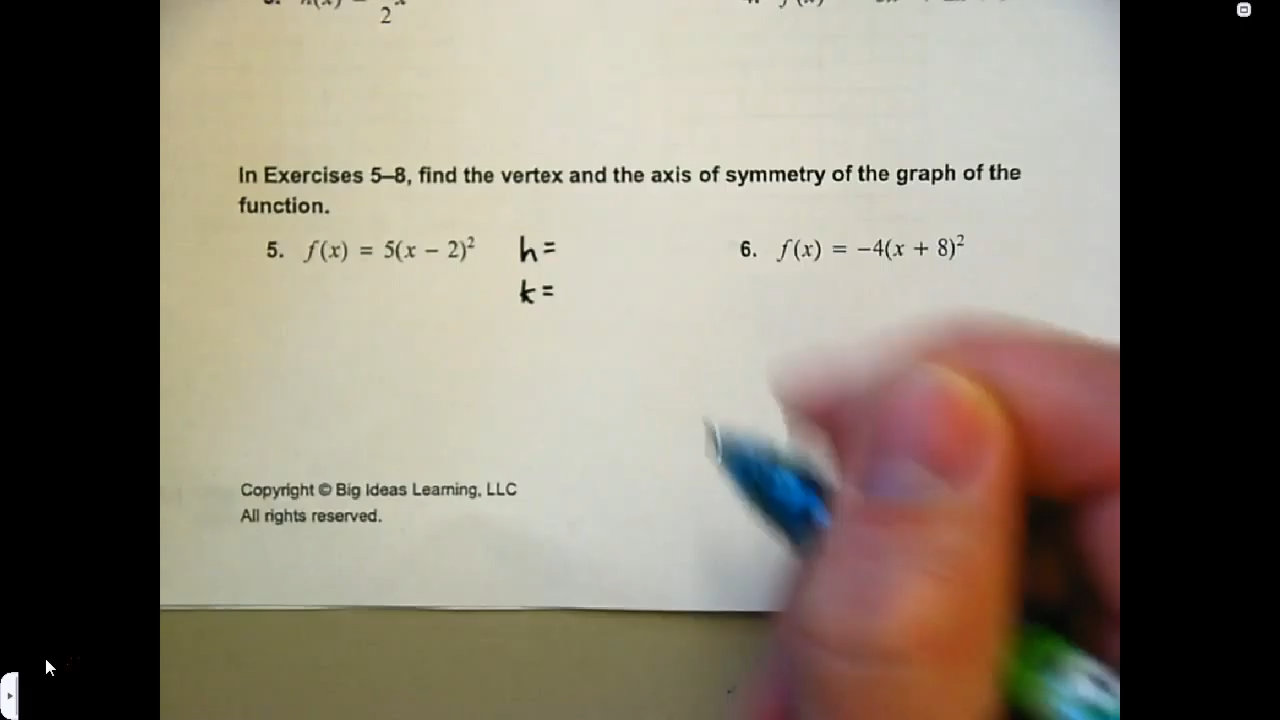 2
In Exercises 5–8, find the vertex and the axis of symmetry of the graph of the
function.
5. f(x) = 5(x − 2)² h =
k =
6. f(x) = −4(x + 8)²
Copyright © Big Ideas Learning, LLC
All rights reserved.